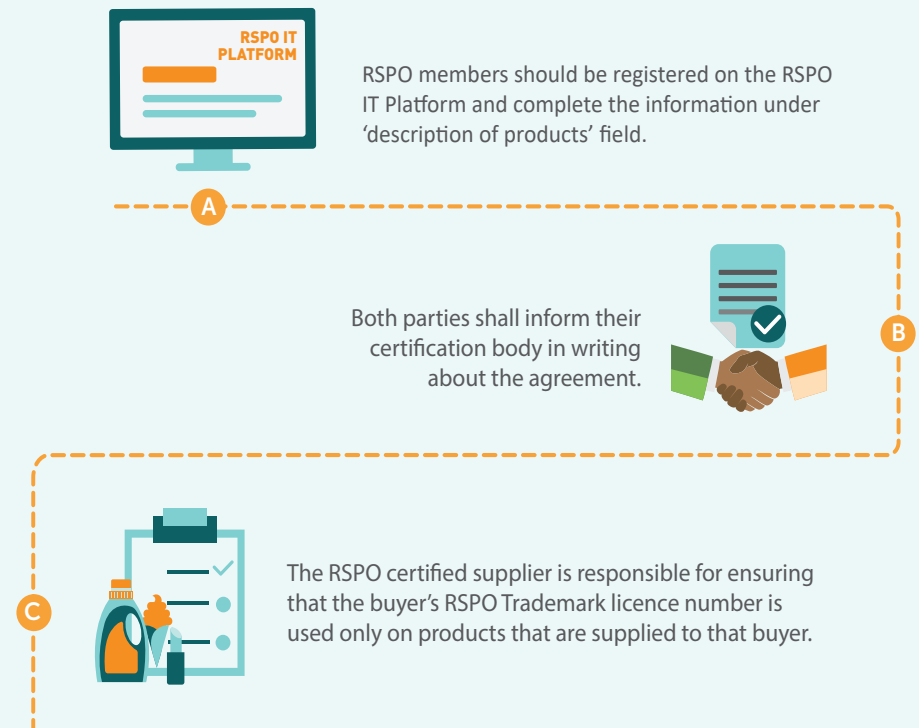 RSPO IT
PLATFORM
RSPO members should be registered on the RSPO
IT Platform and complete the information under
‘description of products’ field.
A
Both parties shall inform their
certification body in writing
about the agreement.
B
The RSPO certified supplier is responsible for ensuring
that the buyer’s RSPO Trademark licence number is
used only on products that are supplied to that buyer.
C